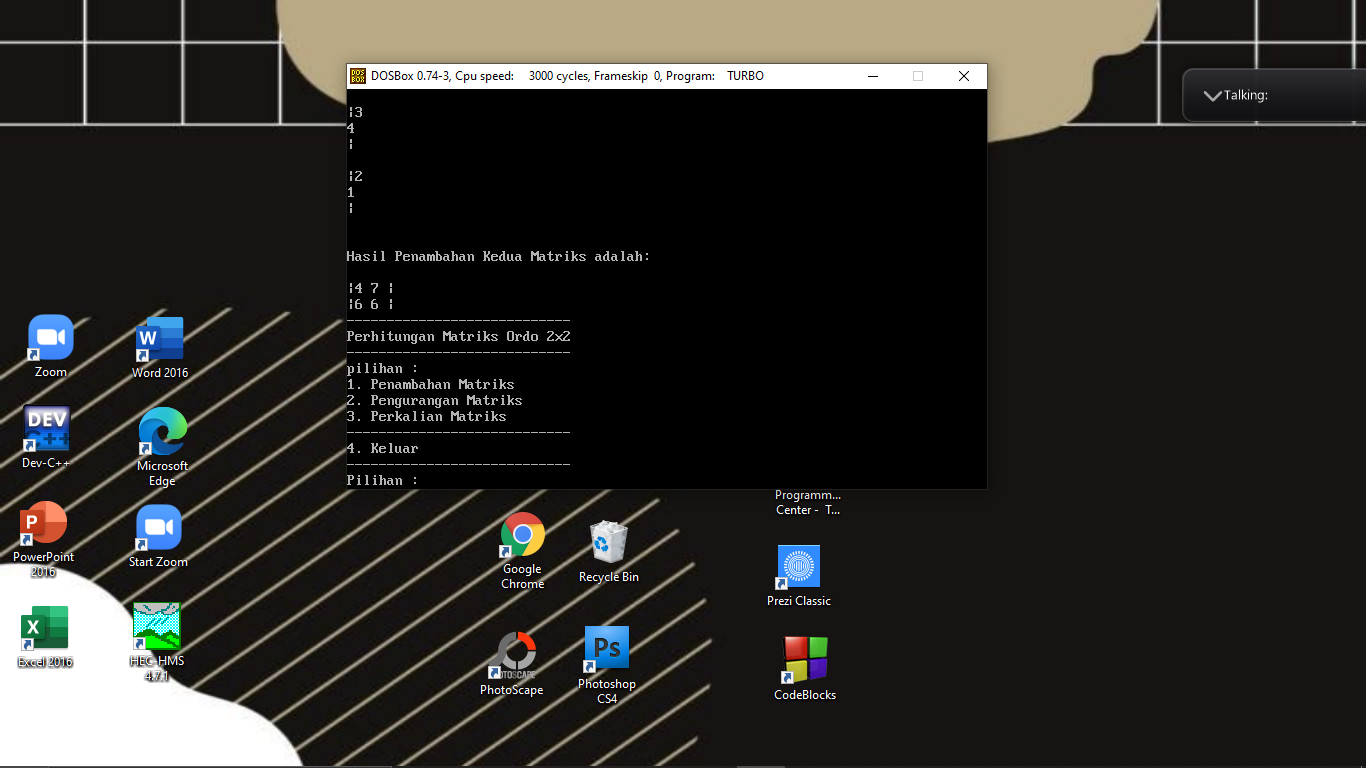 DOSBox 0.74-3, Cpu speed: 3000 cycles, Frameskip 0, Program: TURBO
¦3
4
¦
¦2
1
¦
Hasil Penambahan Kedua Matriks adalah:
¦4 7 ¦
¦6 6 ¦
----------------------------
Perhitungan Matriks Ordo 2x2
----------------------------
pilihan :
1. Penambahan Matriks
2. Pengurangan Matriks
3. Perkalian Matriks
----------------------------
4. Keluar
----------------------------
Pilihan :
Talking:
Zoom
Word 2016
DEV
C++
Dev-C++
Microsoft
Edge
PowerPoint
2016
Start Zoom
Excel 2016
HEC-HMS
4.7.1
Google
Chrome
Recycle Bin
PHOTOSCAPE
PhotoScape
Ps
Photoshop
CS4
Programm...
Center - T...
Prezi Classic
CodeBlocks